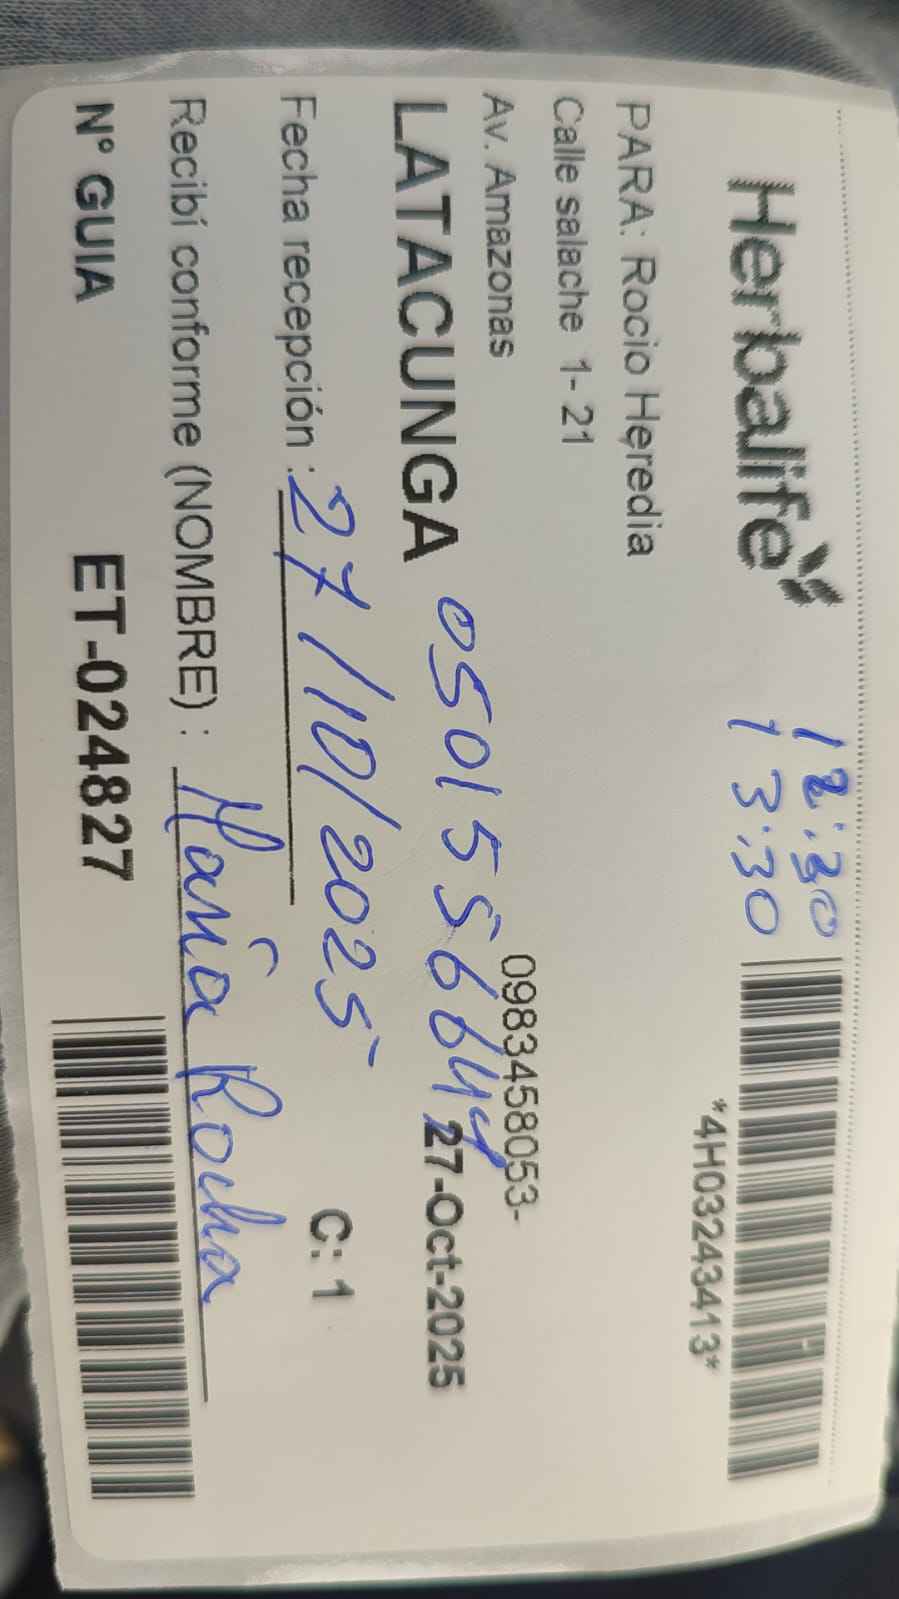 Herbalife
12:30
13:30
*4H03243413*
PARA: Rocio Heredia
Calle salache 1-21
Av. Amazonas
0983458053-
LATACUNGA
0501556644
27-Oct-2025
Fecha recepción : 27/10/2025
C: 1
Recibí conforme (NOMBRE) : María Rocha
N° GUIA ET-024827